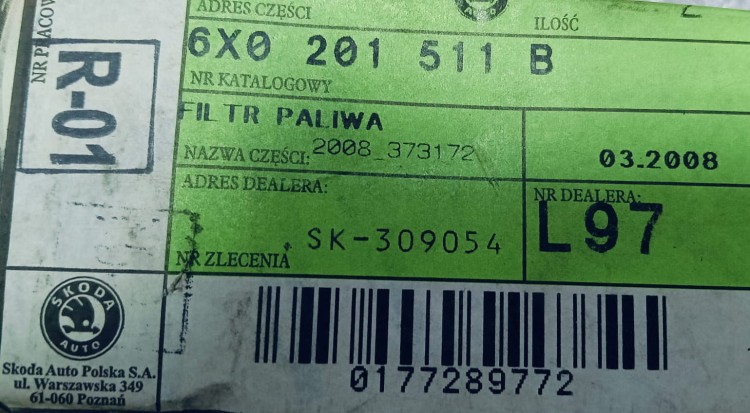 ADRES CZĘŚCI
ILOŚĆ
6X0 201 511 B
NR KATALOGOWY
FILTR PALIWA
NAZWA CZĘŚCI: 2008_373172
03.2008
ADRES DEALERA:
NR DEALERA:
SK-309054
L97
NR ZLECENIA
0177289772
NR PRACOW
R-01
SKODA
AUTO
Skoda Auto Polska S.A.
ul. Warszawska 349
61-060 Poznań